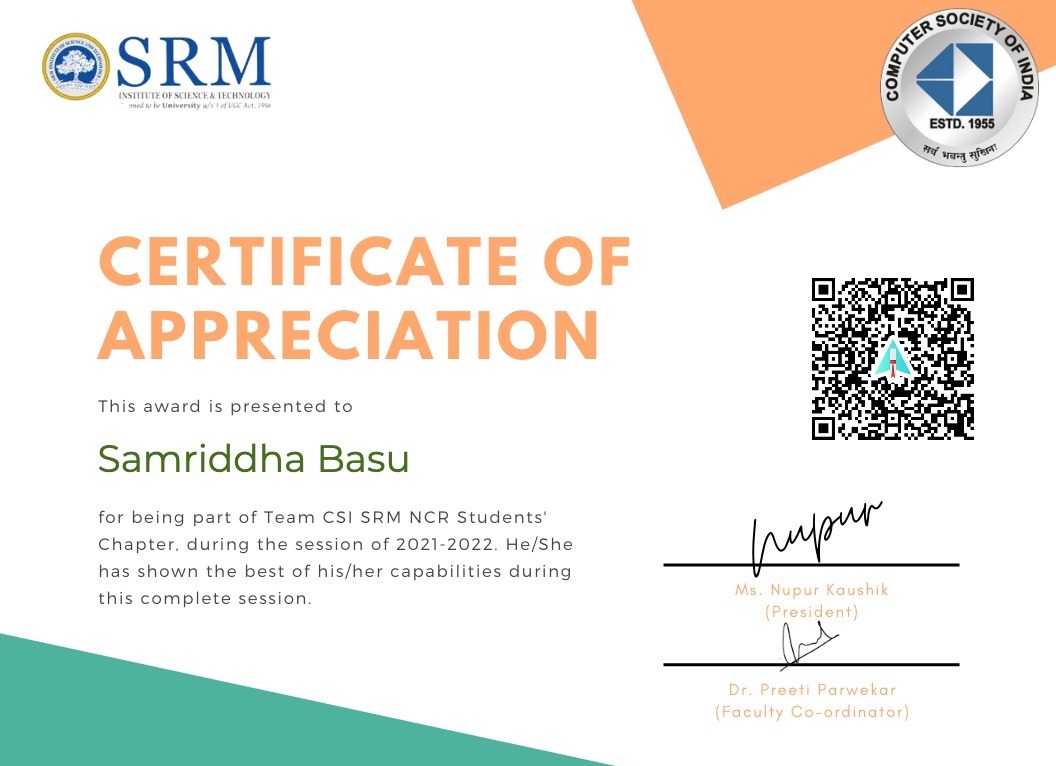 SRM
INSTITUTE OF SCIENCE & TECHNOLOGY
to be University u/s 3 of UGC Act, 1956
COMPUTER SOCIETY OF INDIA
ESTD. 1955
सर्वे भवन्तु सुखिनः
CERTIFICATE OF
APPRECIATION
This award is presented to
Samriddha Basu
for being part of Team CSI SRM NCR Students'
Chapter, during the session of 2021-2022. He/She
has shown the best of his/her capabilities during
this complete session.
nupur
Ms. Nupur Kaushik
(President)
Dr. Preeti Parwekar
(Faculty Co-ordinator)